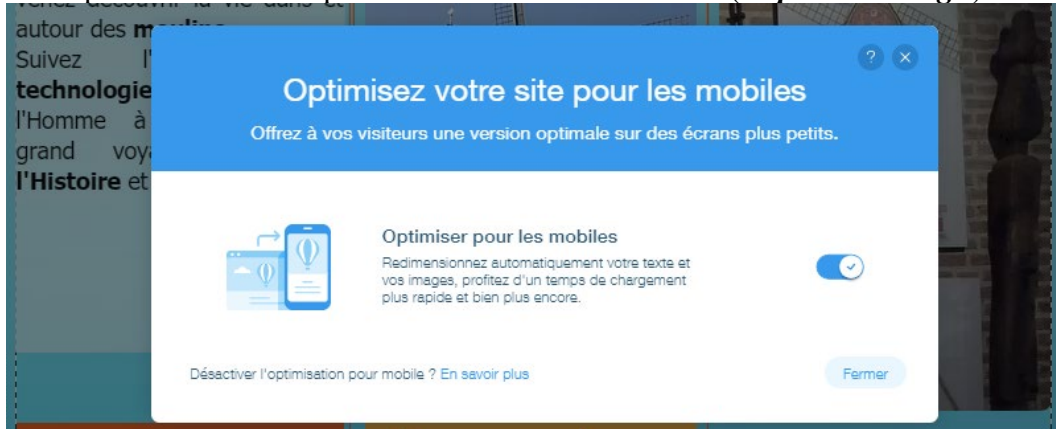 autour des
Suivez l'
technologie
l'Homme à
grand
l'Histoire et
?
Optimisez votre site pour les mobiles
Offrez à vos visiteurs une version optimale sur des écrans plus petits.
Optimiser pour les mobiles
Redimensionnez automatiquement votre texte et
vos images, profitez d'un temps de chargement
plus rapide et bien plus encore.
Désactiver l'optimisation pour mobile ? En savoir plus
Fermer